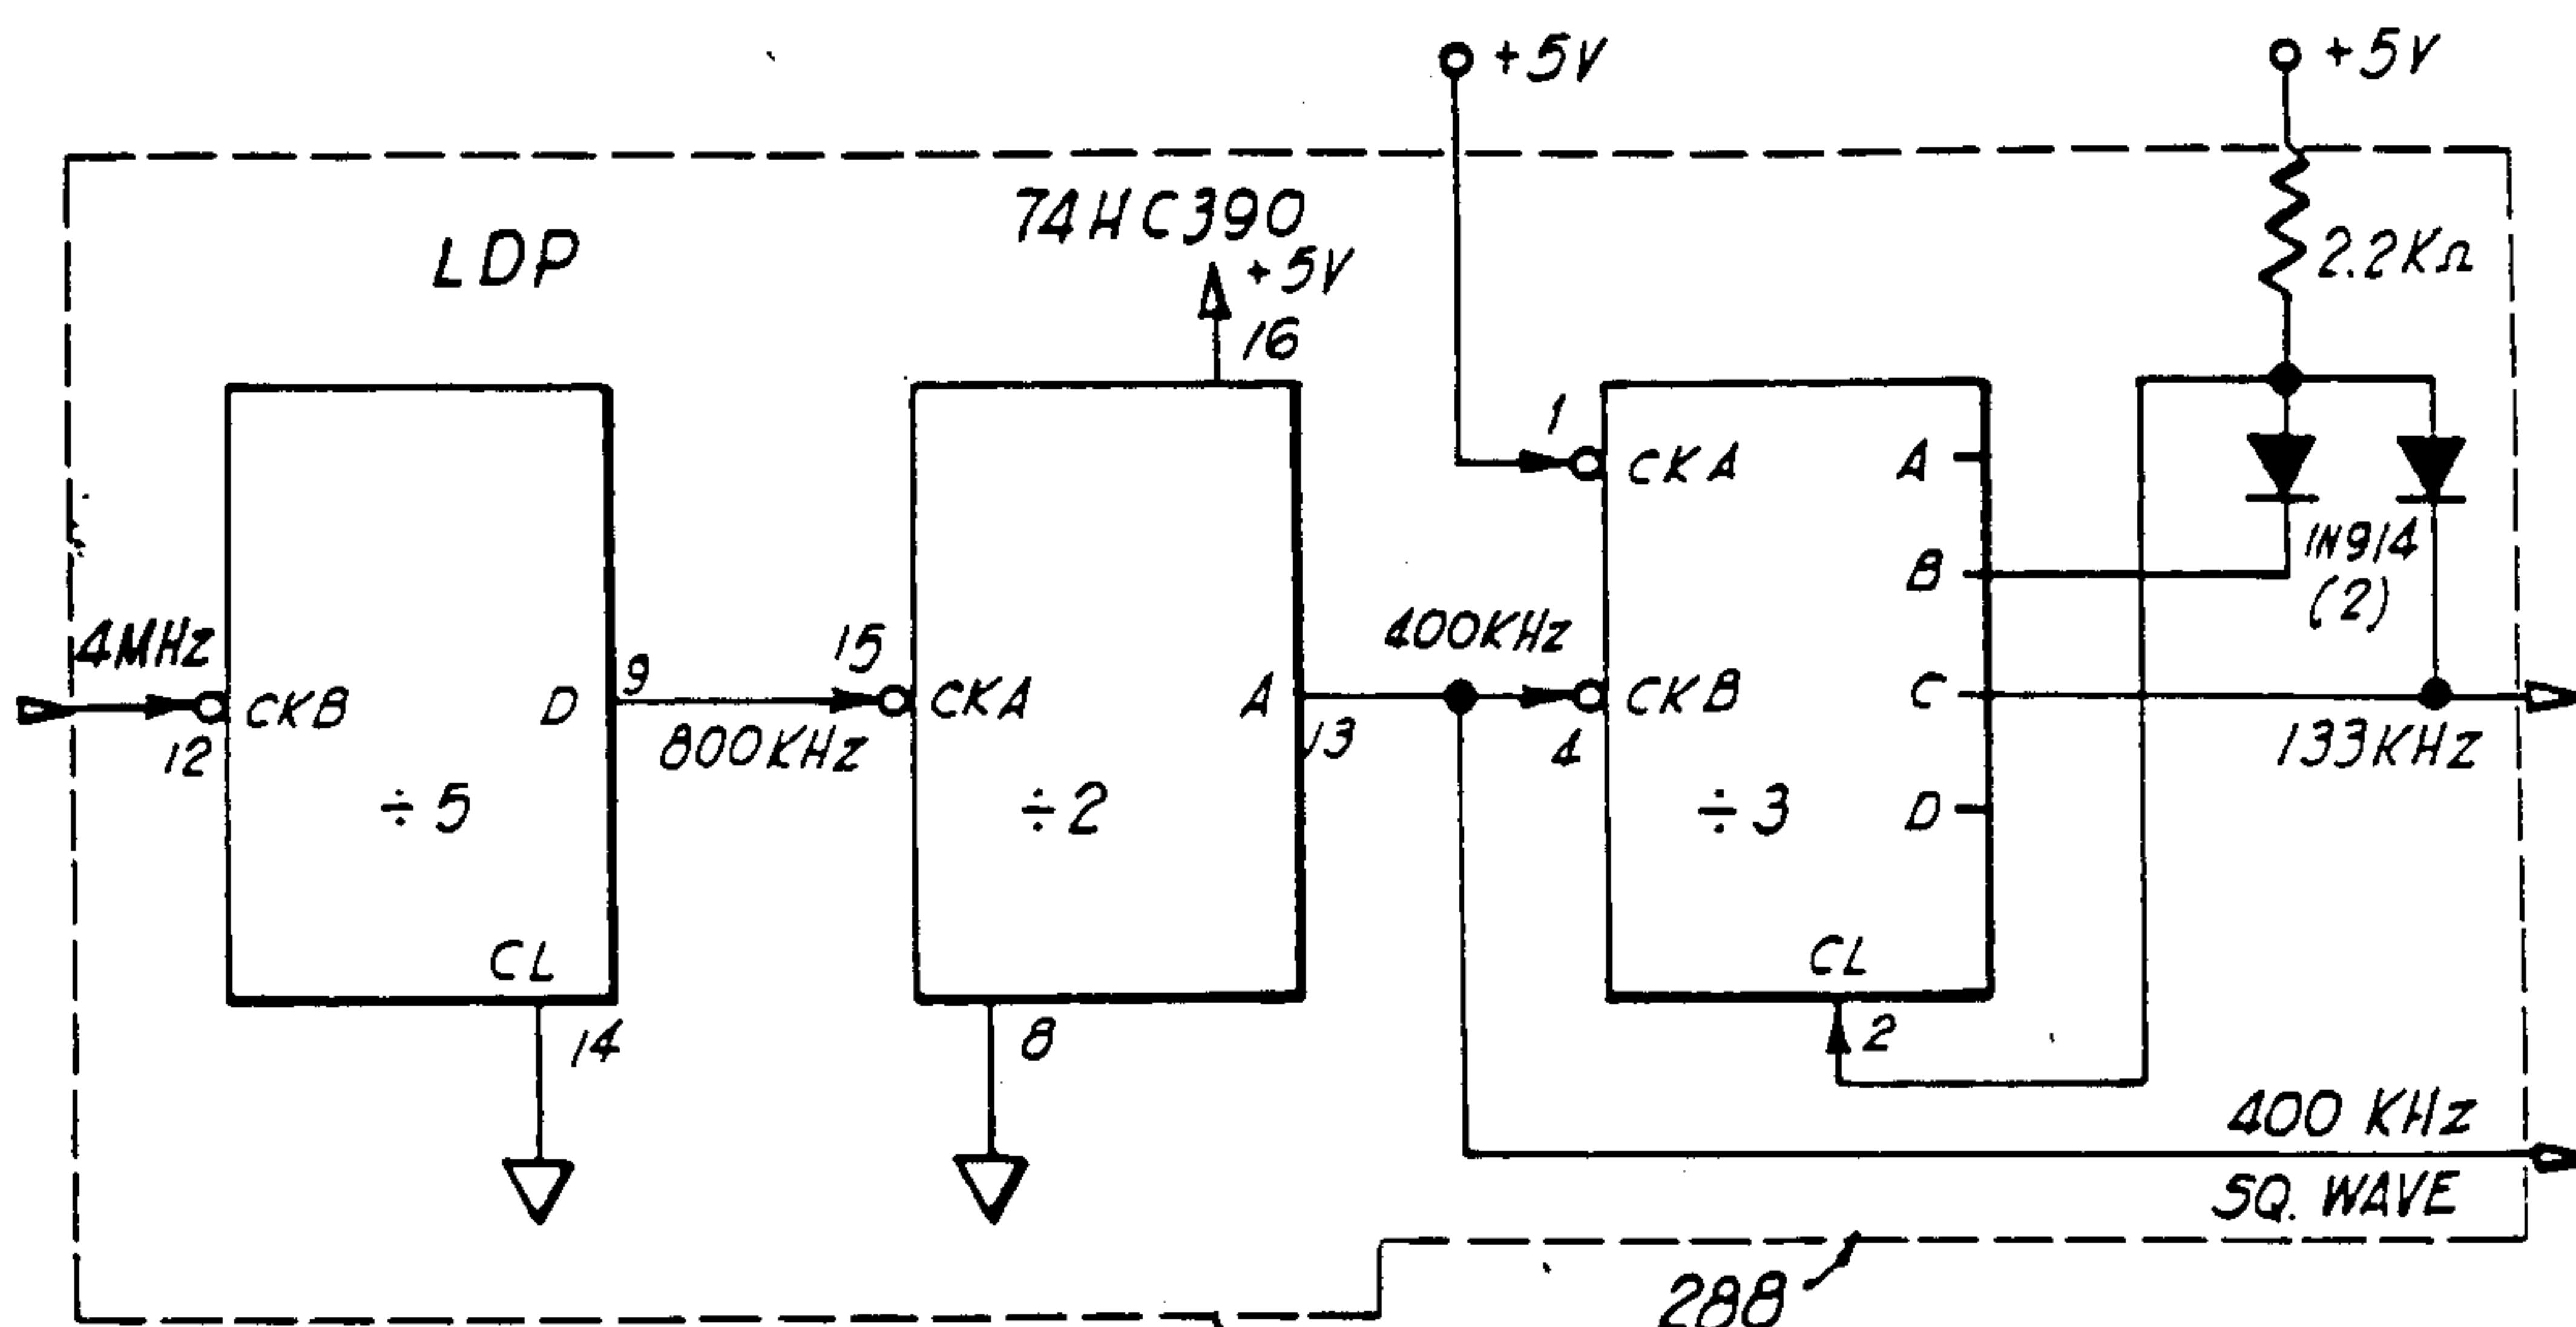 +5V
+5V
LDP
74HC390
+5V
16
2.2KΩ
1
CKA
A
B
1N914
(2)
4MHz
12
CKB
D
9
800KHz
15
CKA
A
13
400KHz
CKB
4
C
133KHz
÷5
÷2
÷3
D
CL
14
8
CL
2
400 KHz
SQ. WAVE
288